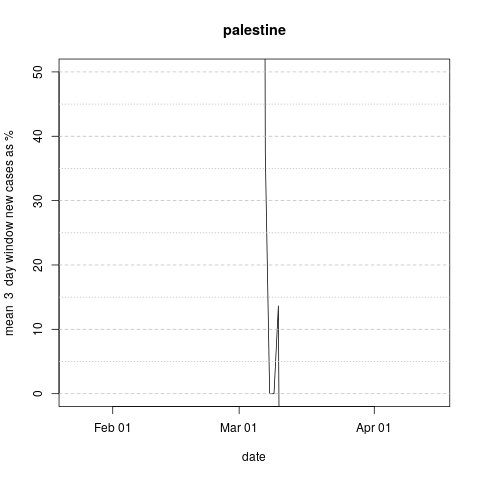 palestine
mean  3  day window new cases as %
50
40
30
20
10
0
Feb 01
Mar 01
Apr 01
date